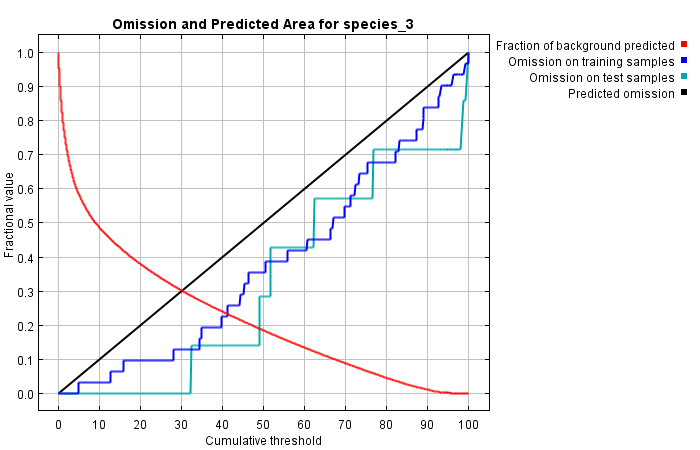 Omission and Predicted Area for species_3
Fraction of background predicted
Omission on training samples
Omission on test samples
Predicted omission
Fractional value
1.0
0.9
0.8
0.7
0.6
0.5
0.4
0.3
0.2
0.1
0.0
0 10 20 30 40 50 60 70 80 90 100
Cumulative threshold